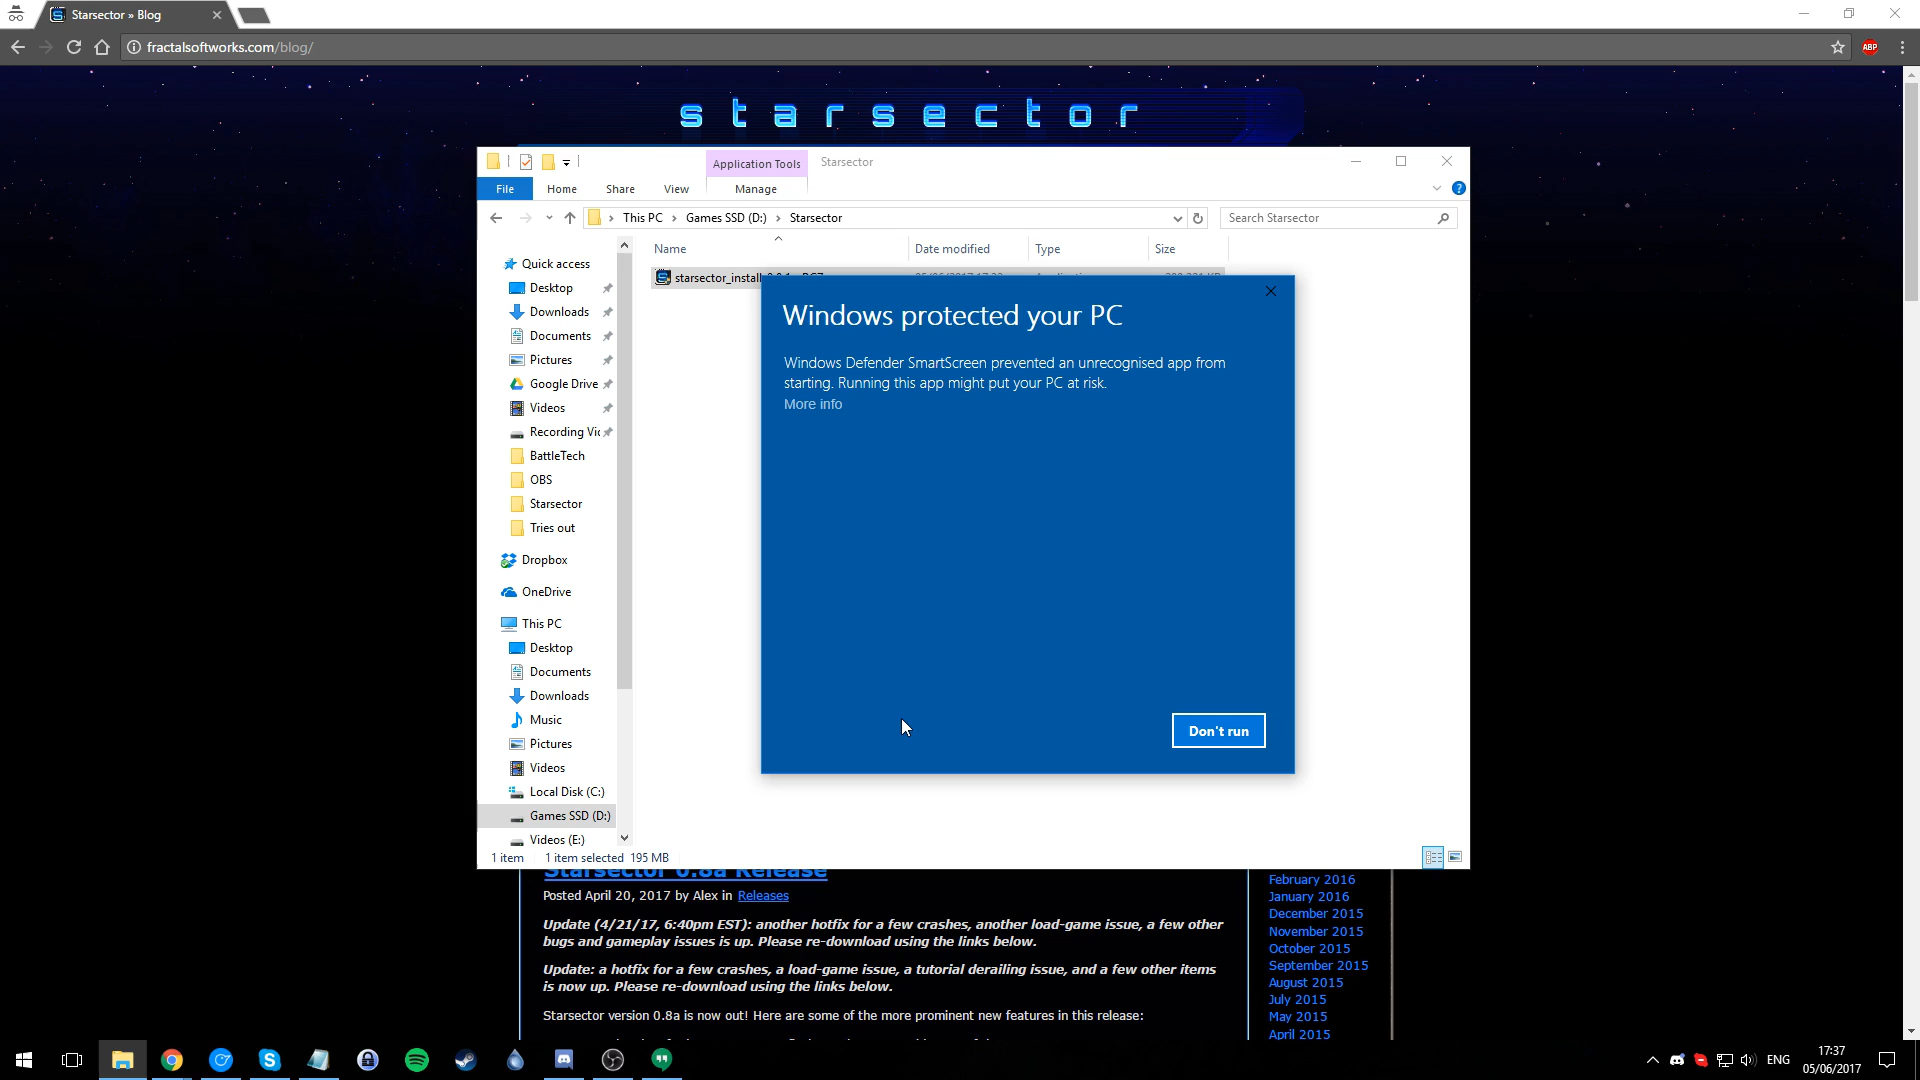 Starsector » Blog
fractalsoftworks.com/blog/
ABP
starsector
Application Tools
Starsector
File
Home
Share
View
Manage
This PC
Games SSD (D:)
Starsector
Search Starsector
Name
Date modified
Type
Size
starsector_install
Quick access
Desktop
Downloads
Documents
Pictures
Google Drive
Videos
Recording Vic
BattleTech
OBS
Starsector
Tries out
Dropbox
OneDrive
This PC
Desktop
Documents
Downloads
Music
Pictures
Videos
Local Disk (C:)
Games SSD (D:)
Videos (E:)
1 item
1 item selected 195 MB
Windows protected your PC
Windows Defender SmartScreen prevented an unrecognised app from
starting. Running this app might put your PC at risk.
More info
Don't run
Starsector 0.8a Release
Posted April 20, 2017 by Alex in Releases
Update (4/21/17, 6:40pm EST): another hotfix for a few crashes, another load-game issue, a few other
bugs and gameplay issues is up. Please re-download using the links below.
Update: a hotfix for a few crashes, a load-game issue, a tutorial derailing issue, and a few other items
is now up. Please re-download using the links below.
Starsector version 0.8a is now out! Here are some of the more prominent new features in this release:
February 2016
January 2016
December 2015
November 2015
October 2015
September 2015
August 2015
July 2015
May 2015
April 2015
ENG
17:37
05/06/2017